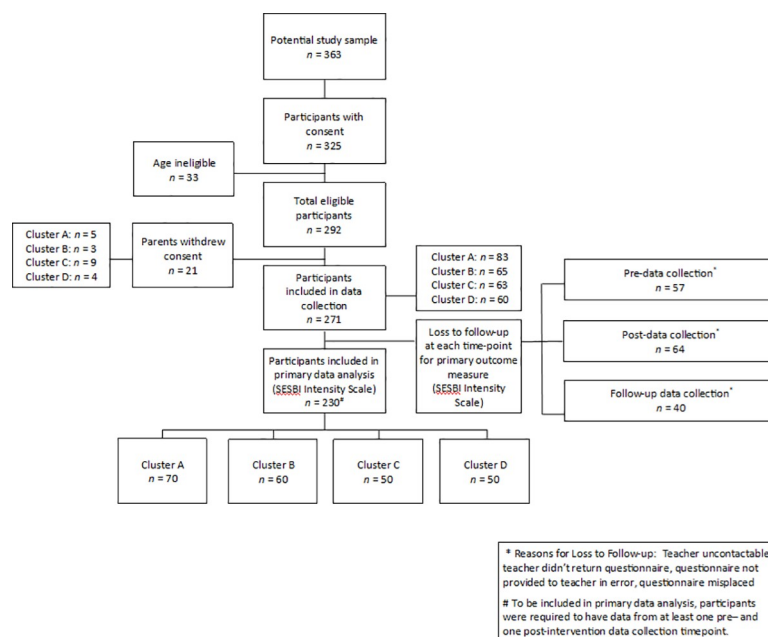 Potential study sample
n = 363
Participants with
consent
n = 325
Age ineligible
n = 33
Total eligible
participants
n = 292
Cluster A: n = 5
Cluster B: n = 3
Cluster C: n = 9
Cluster D: n = 4
Parents withdrew
consent
n = 21
Participants
included in data
collection
n = 271
Cluster A: n = 83
Cluster B: n = 65
Cluster C: n = 63
Cluster D: n = 60
Pre-data collection*
n = 57
Loss to follow-up
at each time-point
for primary outcome
measure
(SESBI Intensity
Scale)
Post-data collection*
n = 64
Participants included in
primary data analysis
(SESBI Intensity Scale)
n = 230#
Follow-up data collection*
n = 40
Cluster A
n = 70
Cluster B
n = 60
Cluster C
n = 50
Cluster D
n = 50
* Reasons for Loss to Follow-up: Teacher uncontactable
teacher didn't return questionnaire, questionnaire not
provided to teacher in error, questionnaire misplaced
# To be included in primary data analysis, participants
were required to have data from at least one pre– and
one post-intervention data collection timepoint.